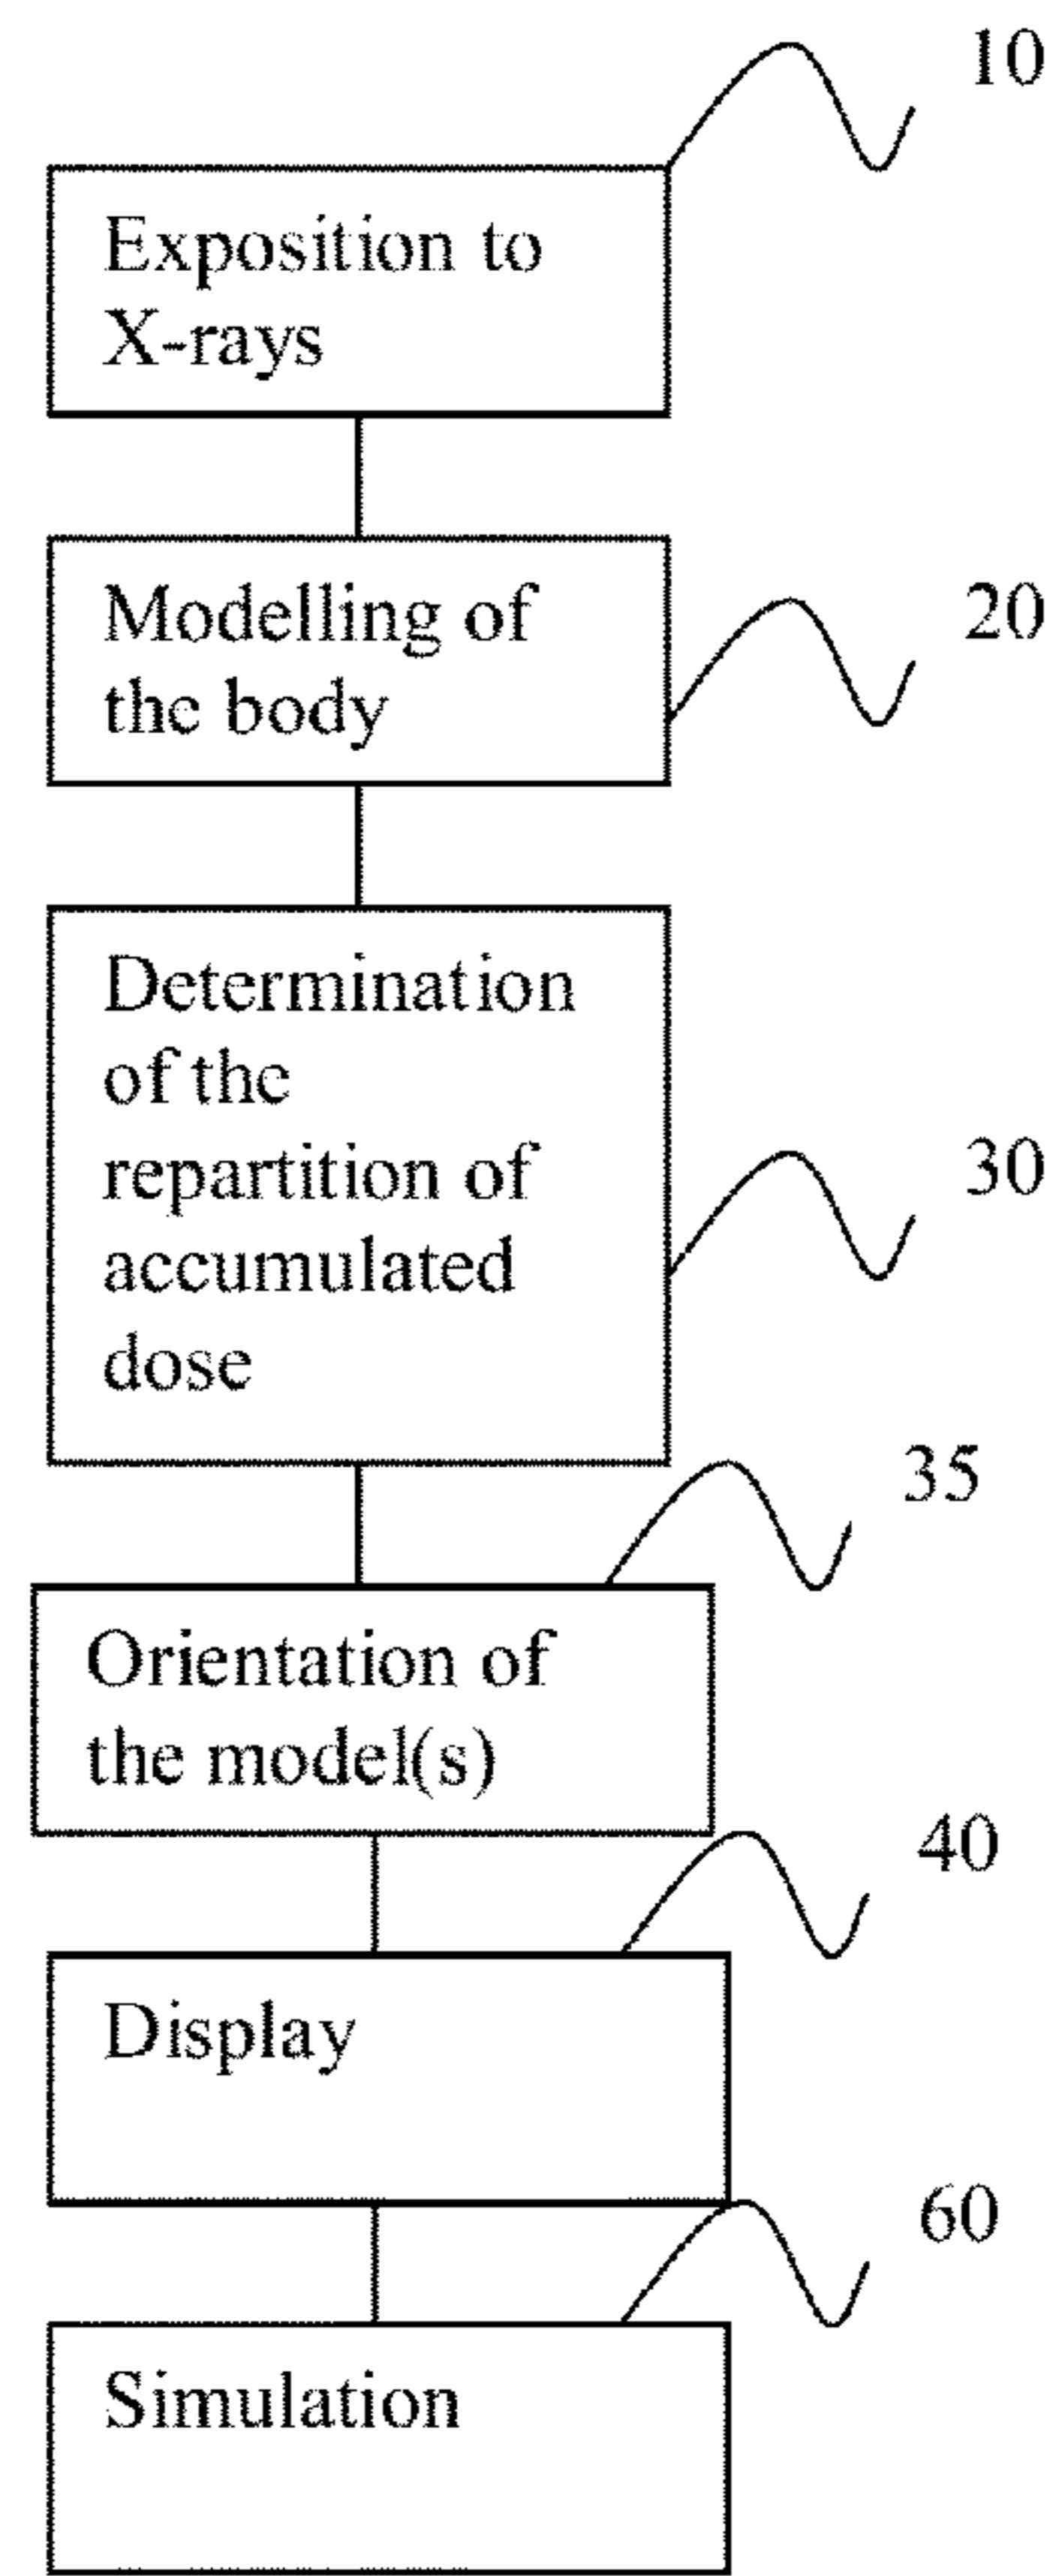 10
Exposition to
X-rays
20
Modelling of
the body
30
Determination
of the
repartition of
accumulated
dose
35
Orientation of
the model(s)
40
Display
60
Simulation